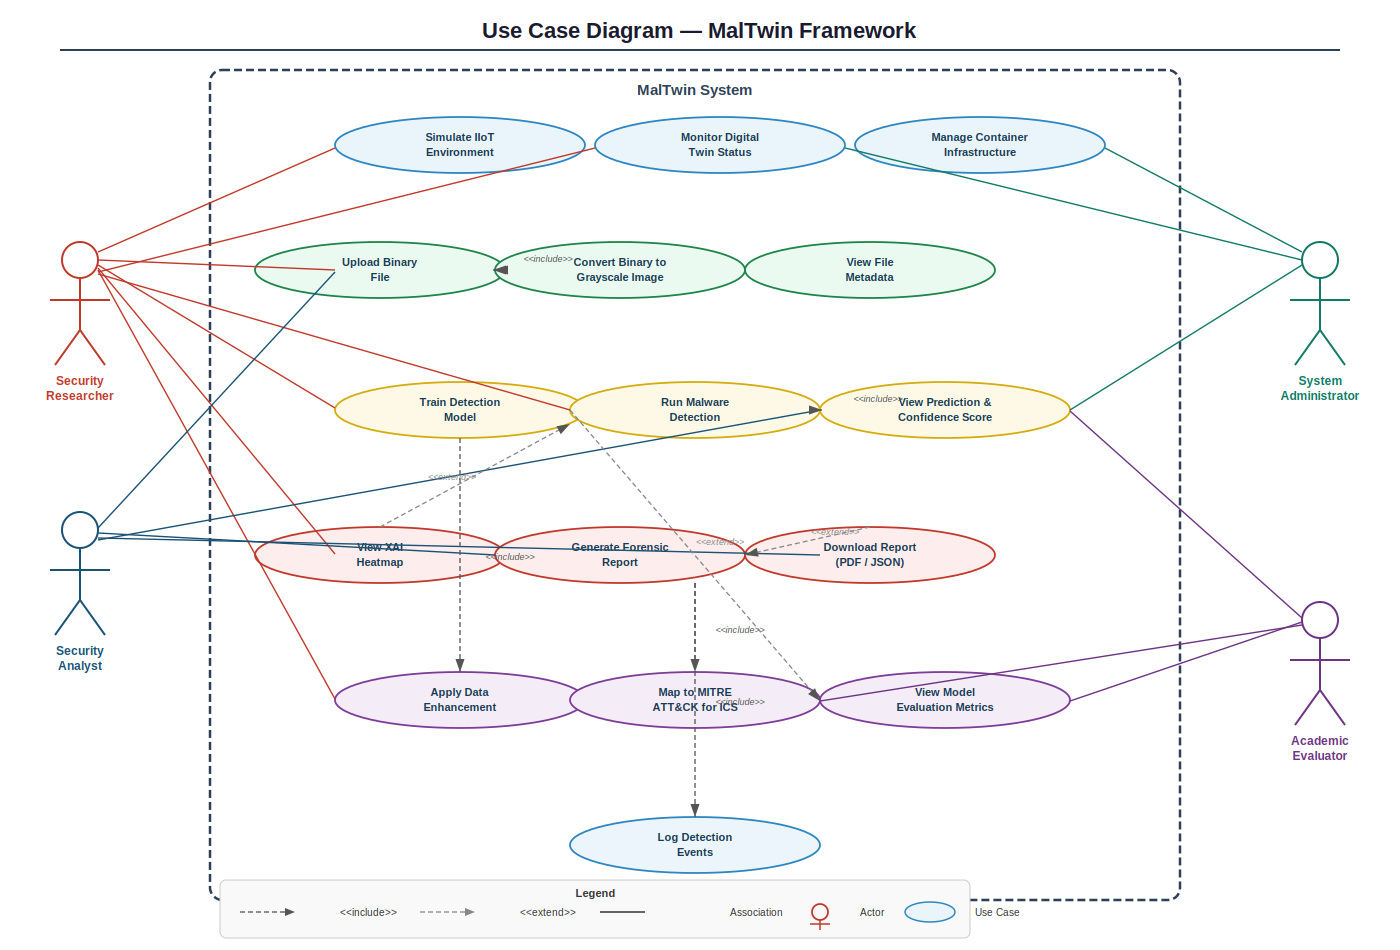 Use Case Diagram — MalTwin Framework
MalTwin System
Simulate IIoT
Environment
Monitor Digital
Twin Status
Manage Container
Infrastructure
Upload Binary
File
<<include>>
Convert Binary to
Grayscale Image
View File
Metadata
Security
Researcher
System
Administrator
Train Detection
Model
Run Malware
Detection
<<include>>
View Prediction &
Confidence Score
<<extend>>
View XAI
Heatmap
<<include>>
Generate Forensic
Report
<<extend>>
<<extend>>
Download Report
(PDF / JSON)
<<include>>
Security
Analyst
Apply Data
Enhancement
Map to MITRE
ATT&CK for ICS
<<include>>
View Model
Evaluation Metrics
Academic
Evaluator
Log Detection
Events
Legend
<<include>>
<<extend>>
Association
Actor
Use Case